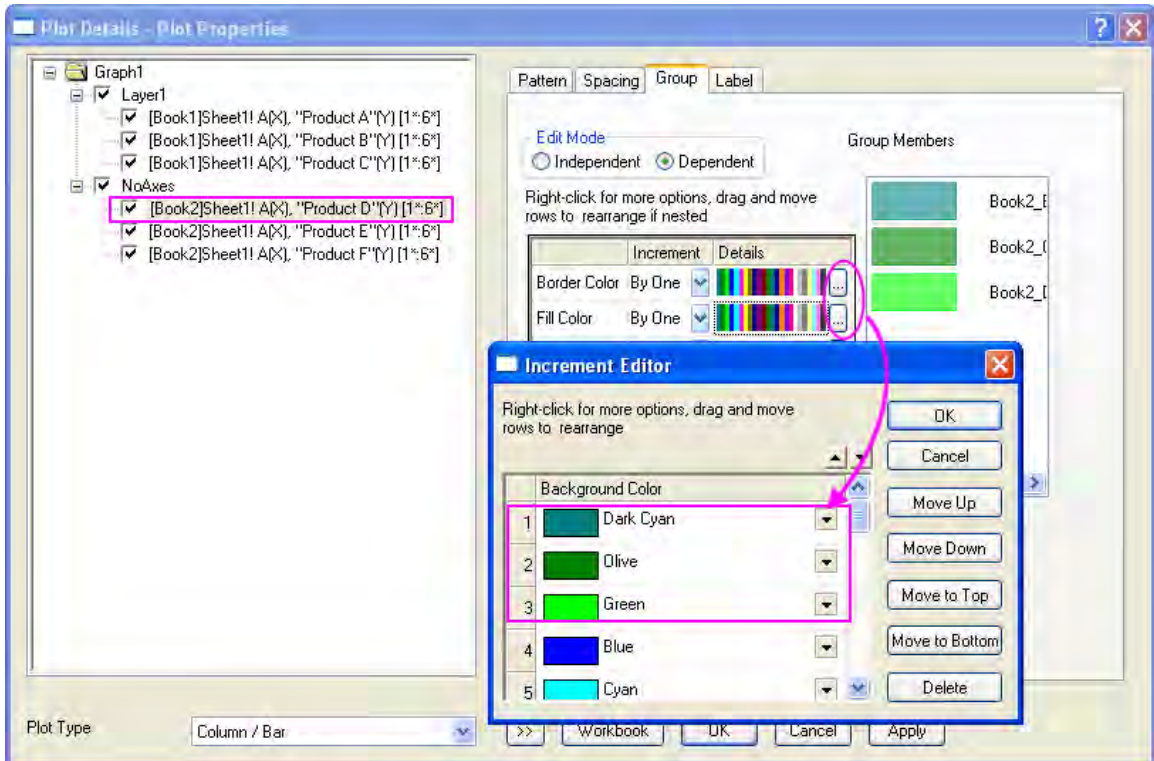 Plot Details - Plot Properties
Graph1
Layer1
[Book1]Sheet1! A(X), "Product A"(Y) [1*:6*]
[Book1]Sheet1! A(X), "Product B"(Y) [1*:6*]
[Book1]Sheet1! A(X), "Product C"(Y) [1*:6*]
NoAxes
[Book2]Sheet1! A(X), "Product D"(Y) [1*:6*]
[Book2]Sheet1! A(X), "Product E"(Y) [1*:6*]
[Book2]Sheet1! A(X), "Product F"(Y) [1*:6*]
Pattern Spacing Group Label
Edit Mode
Independent Dependent
Group Members
Right-click for more options, drag and move
rows to rearrange if nested
Increment Details
Border Color By One ...
Fill Color By One ...
Book2_
Book2_
Book2_
Increment Editor
Right-click for more options, drag and move
rows to rearrange
Background Color
1 Dark Cyan
2 Olive
3 Green
4 Blue
5 Cyan
OK
Cancel
Move Up
Move Down
Move to Top
Move to Bottom
Delete
Plot Type Column / Bar
>> Workbook OK Cancel Apply